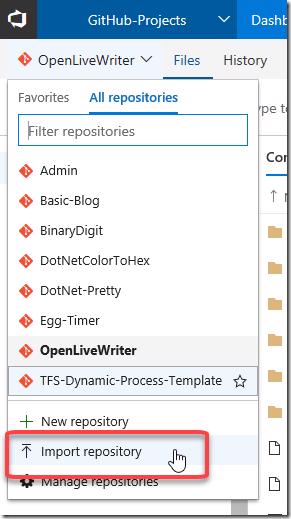 GitHub-Projects
Dashb
OpenLiveWriter
Files
History
Favorites
All repositories
ype to
Filter repositories
Admin
Co
Basic-Blog
BinaryDigit
DotNetColorToHex
DotNet-Pretty
Egg-Timer
OpenLiveWriter
TFS-Dynamic-Process-Template
New repository
Import repository
Manage repositories